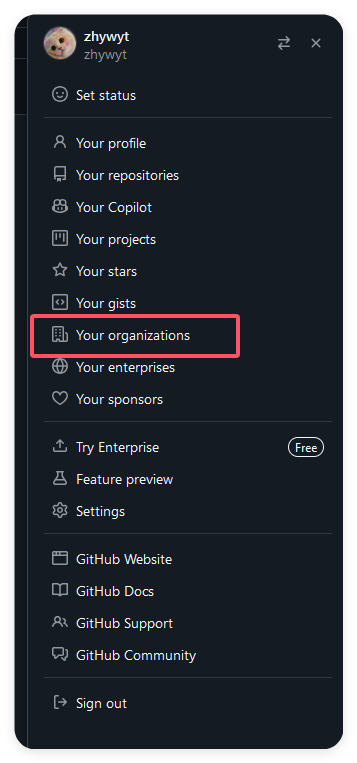 zhywyt
zhywyt
Set status
Your profile
Your repositories
Your Copilot
Your projects
Your stars
Your gists
Your organizations
Your enterprises
Your sponsors
Try Enterprise Free
Feature preview
Settings
GitHub Website
GitHub Docs
GitHub Support
GitHub Community
Sign out